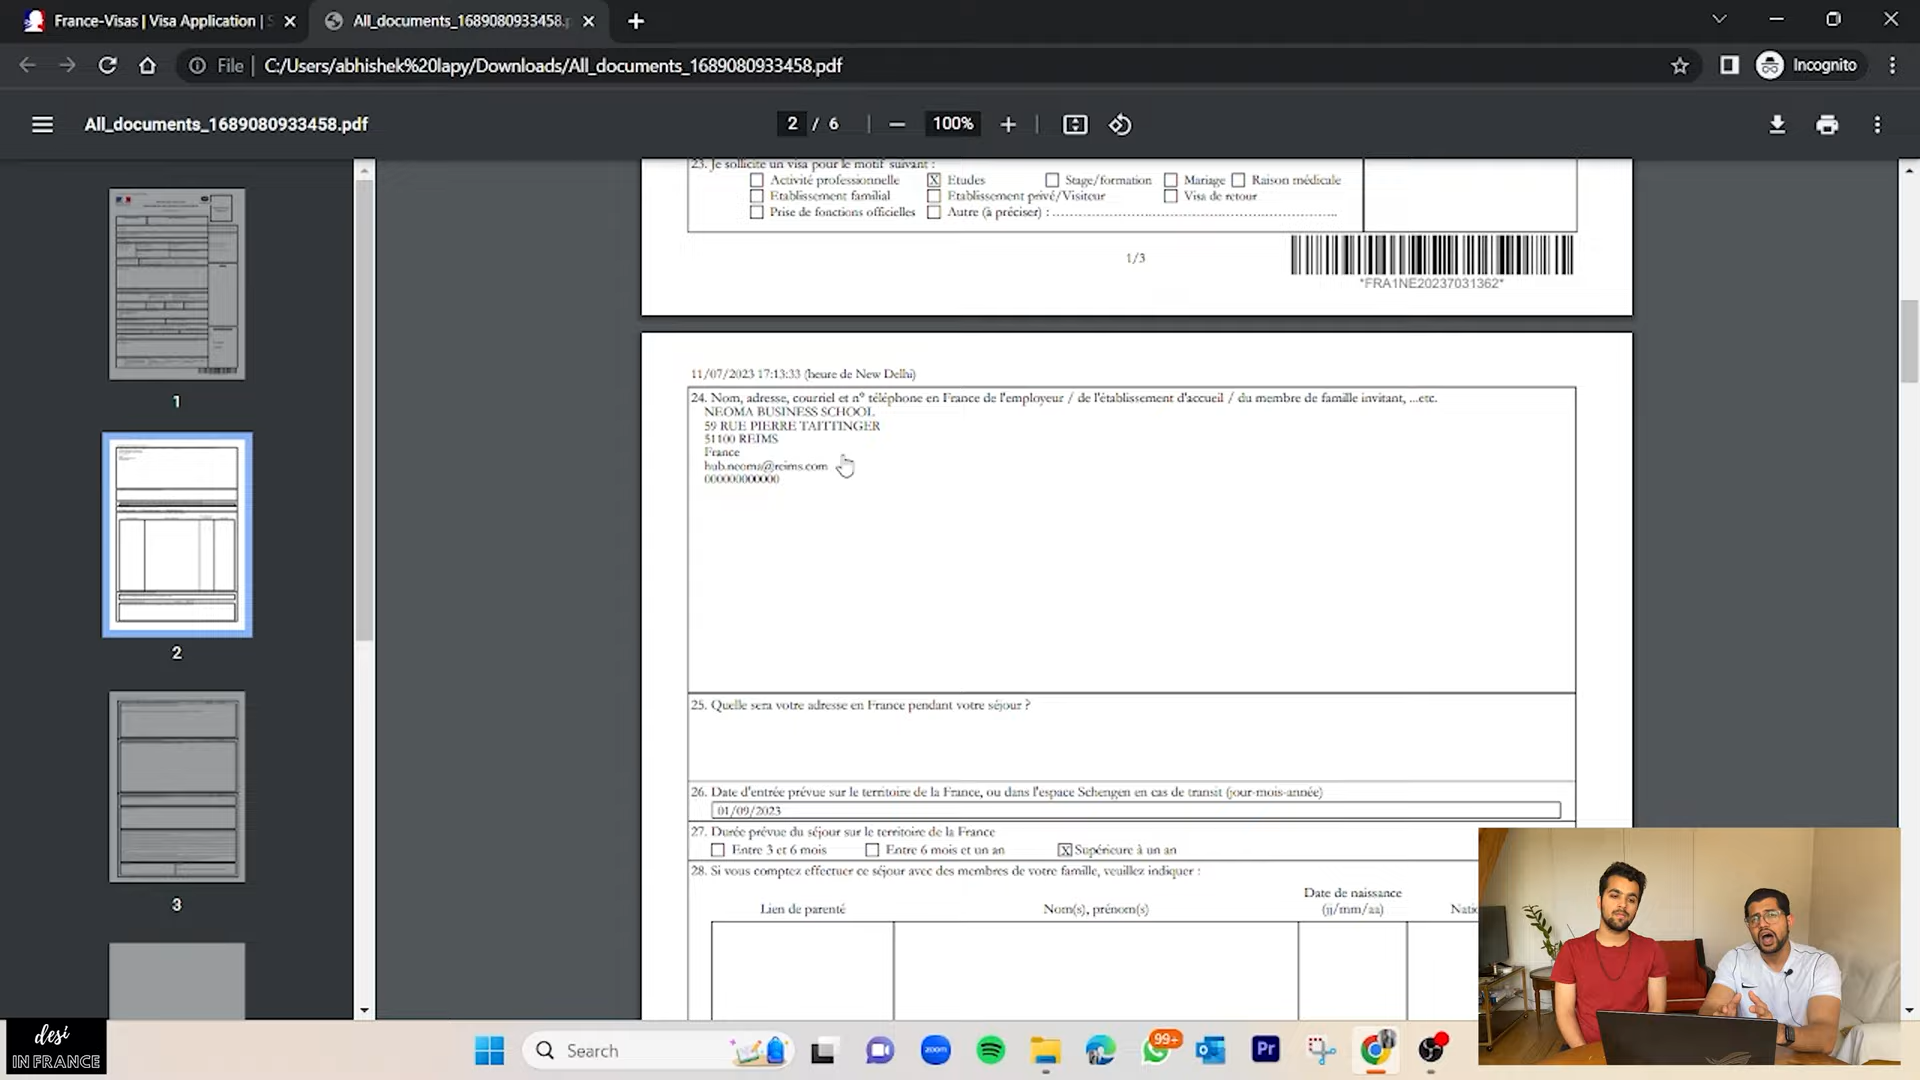 France-Visas | Visa Application |
All_documents_1689080933458.p
File
C:/Users/abhishek%20lapy/Downloads/All_documents_1689080933458.pdf
Incognito
All_documents_1689080933458.pdf
2 / 6
100%
23. Je sollicite un visa pour le motif suivant :
Activité professionnelle
X Etudes
Stage/formation
Mariage
Raison médicale
Etablissement familial
Etablissement privé/Visiteur
Visa de retour
Prise de fonctions officielles
Autre (à préciser) :
1/3
*FRA1NE20237031362*
11/07/2023 17:13:33 (heure de New Delhi)
24. Nom, adresse, courriel et n° téléphone en France de l'employeur / de l'établissement d'accueil / du membre de famille invitant, ...etc.
NEOMA BUSINESS SCHOOL
59 RUE PIERRE TAITTINGER
51100 REIMS
France
hub.neoma@reims.com
000000000000
25. Quelle sera votre adresse en France pendant votre séjour ?
26. Date d'entrée prévue sur le territoire de la France, ou dans l'espace Schengen en cas de transit (jour-mois-année)
01/09/2023
27. Durée prévue du séjour sur le territoire de la France
Entre 3 et 6 mois
Entre 6 mois et un an
X Supérieure à un an
28. Si vous comptez effectuer ce séjour avec des membres de votre famille, veuillez indiquer :
Lien de parenté
Nom(s), prénom(s)
Date de naissance
(jj/mm/aa)
Natio
1
2
3
desi
IN FRANCE
Search
zoom
99+
Pr